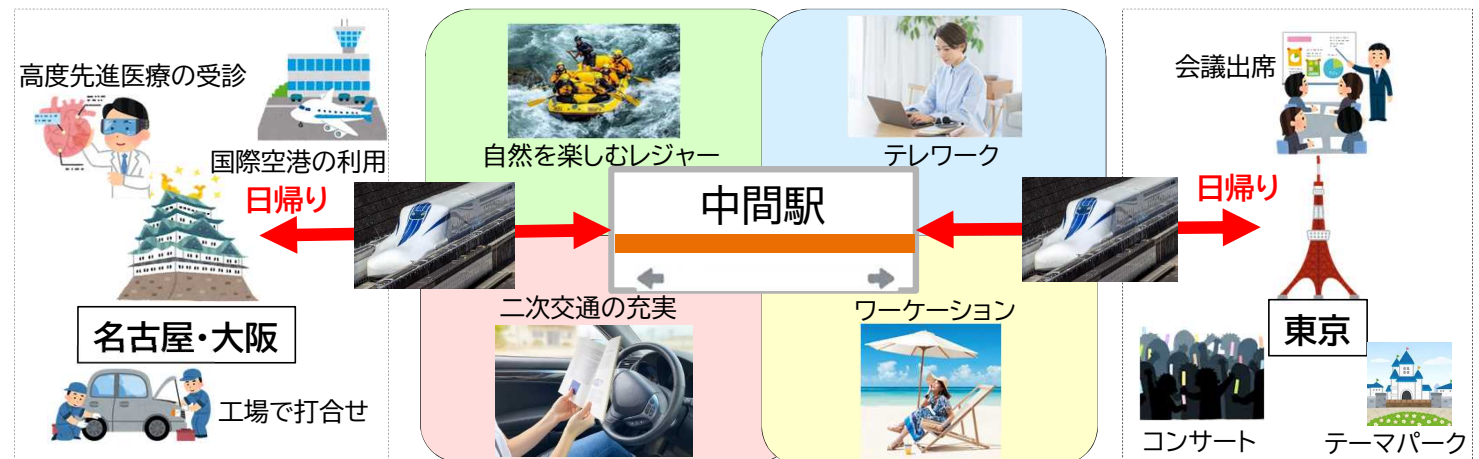 高度先進医療の受診
国際空港の利用
日帰り
名古屋・大阪
工場で打合せ
自然を楽しむレジャー
テレワーク
中間駅
二次交通の充実
ワーケーション
会議出席
日帰り
東京
コンサート
テーマパーク